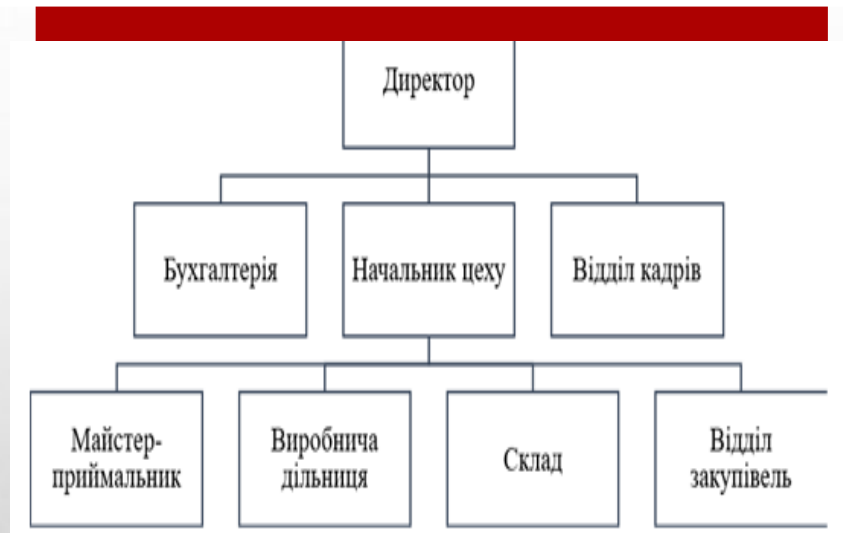 Директор
Бухгалтерія
Начальник цеху
Відділ кадрів
Майстер-
приймальник
Виробнича
дільниця
Склад
Відділ
закупівель